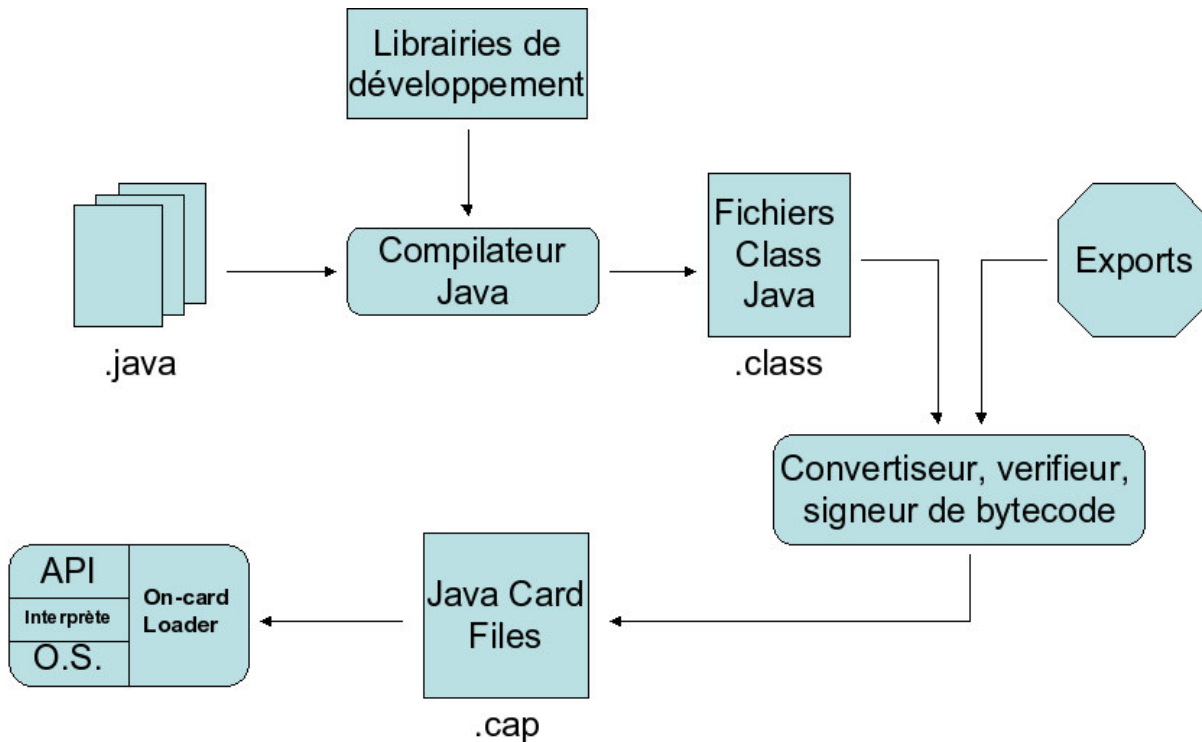 Librairies de
développement
.java
Compilateur
Java
Fichiers
Class
Java
.class
Exports
Convertiseur, verifieur,
signeur de bytecode
API
Interprète
O.S.
On-card
Loader
Java Card
Files
.cap